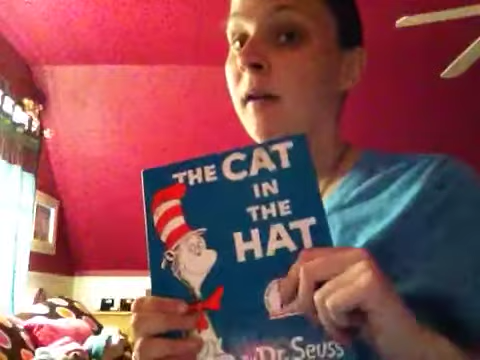 THE CAT
IN
THE
HAT
Dr. Seuss